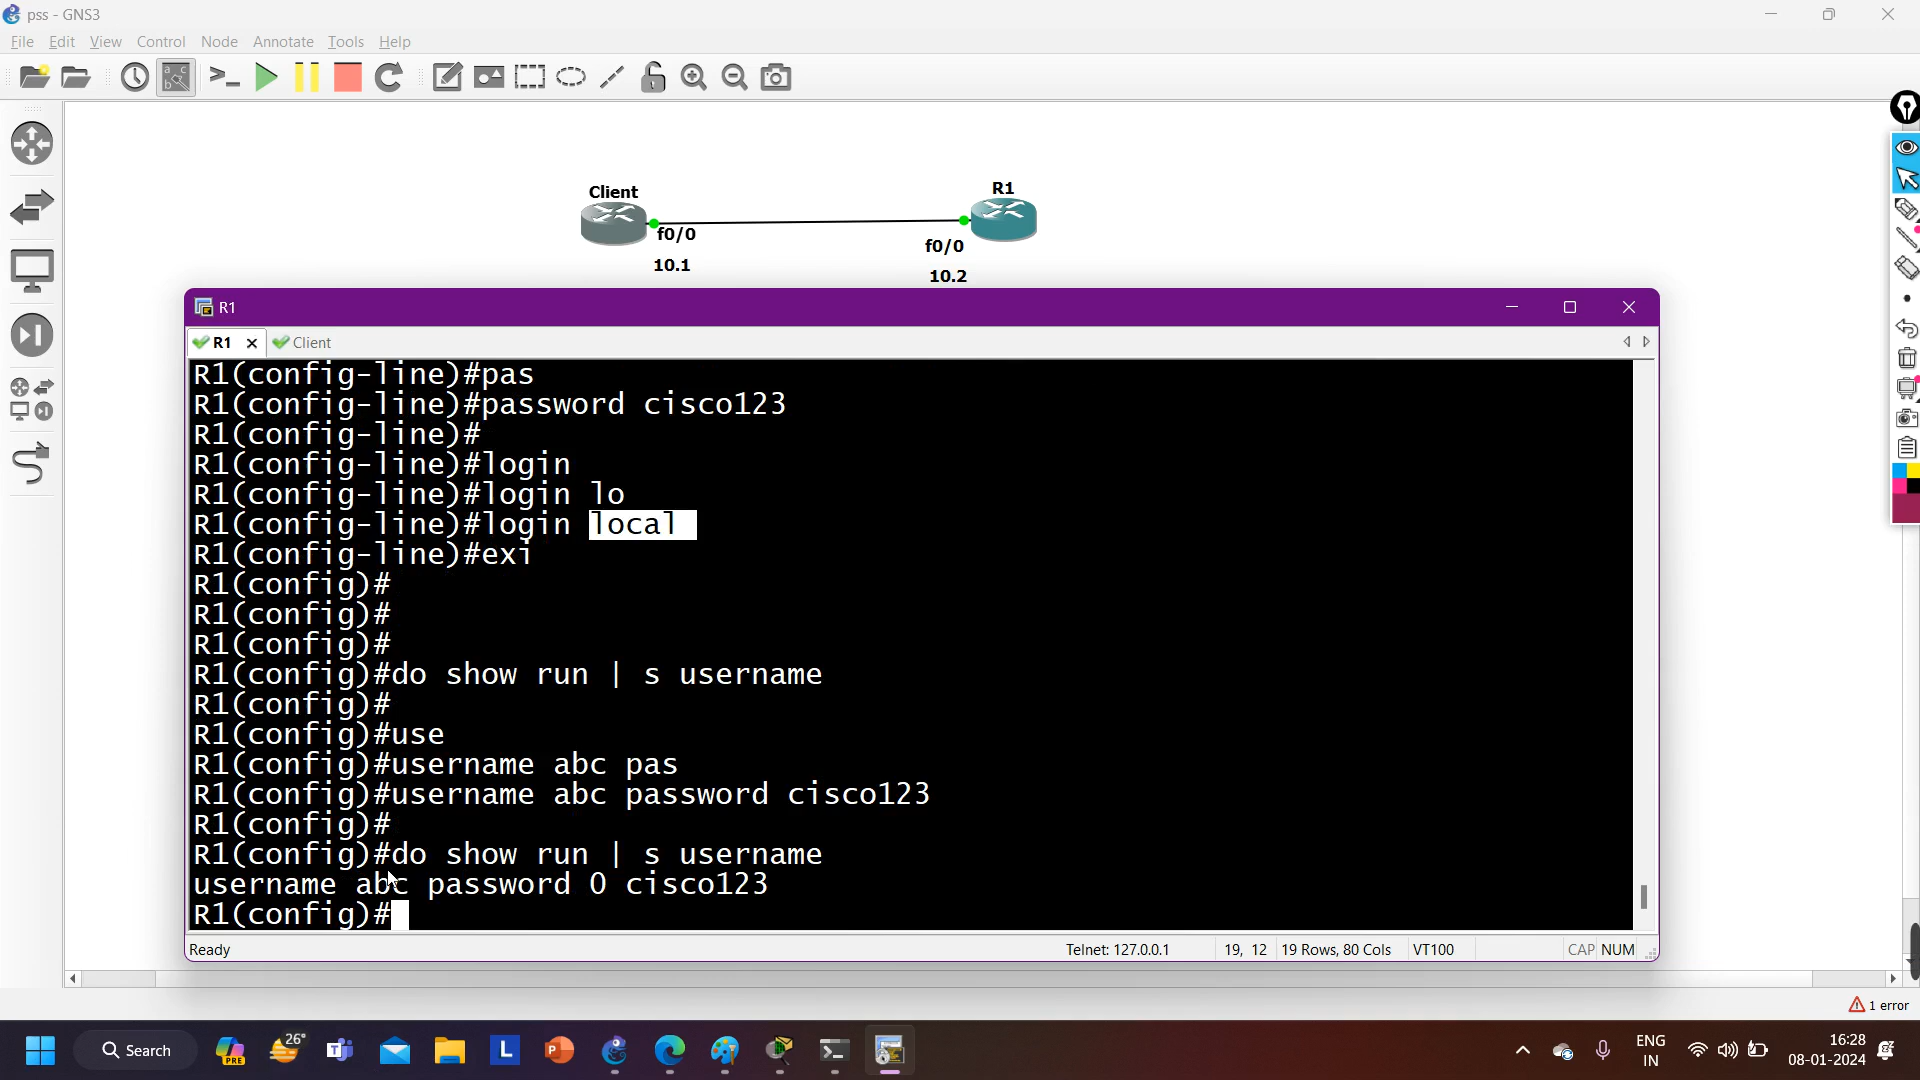 pss - GNS3
File Edit View Control Node Annotate Tools Help
Client
R1
f0/0
f0/0
10.1
10.2
R1
R1
Client
R1(config-line)#pas
R1(config-line)#password cisco123
R1(config-line)#
R1(config-line)#login
R1(config-line)#login lo
R1(config-line)#login local
R1(config-line)#exi
R1(config)#
R1(config)#
R1(config)#
R1(config)#do show run | s username
R1(config)#
R1(config)#use
R1(config)#username abc pas
R1(config)#username abc password cisco123
R1(config)#
R1(config)#do show run | s username
username abc password 0 cisco123
R1(config)#
Ready Telnet: 127.0.0.1 19, 12 19 Rows, 80 Cols VT100 CAP NUM
1 error
Search
PRE
26°
L
ENG
IN
16:28
08-01-2024